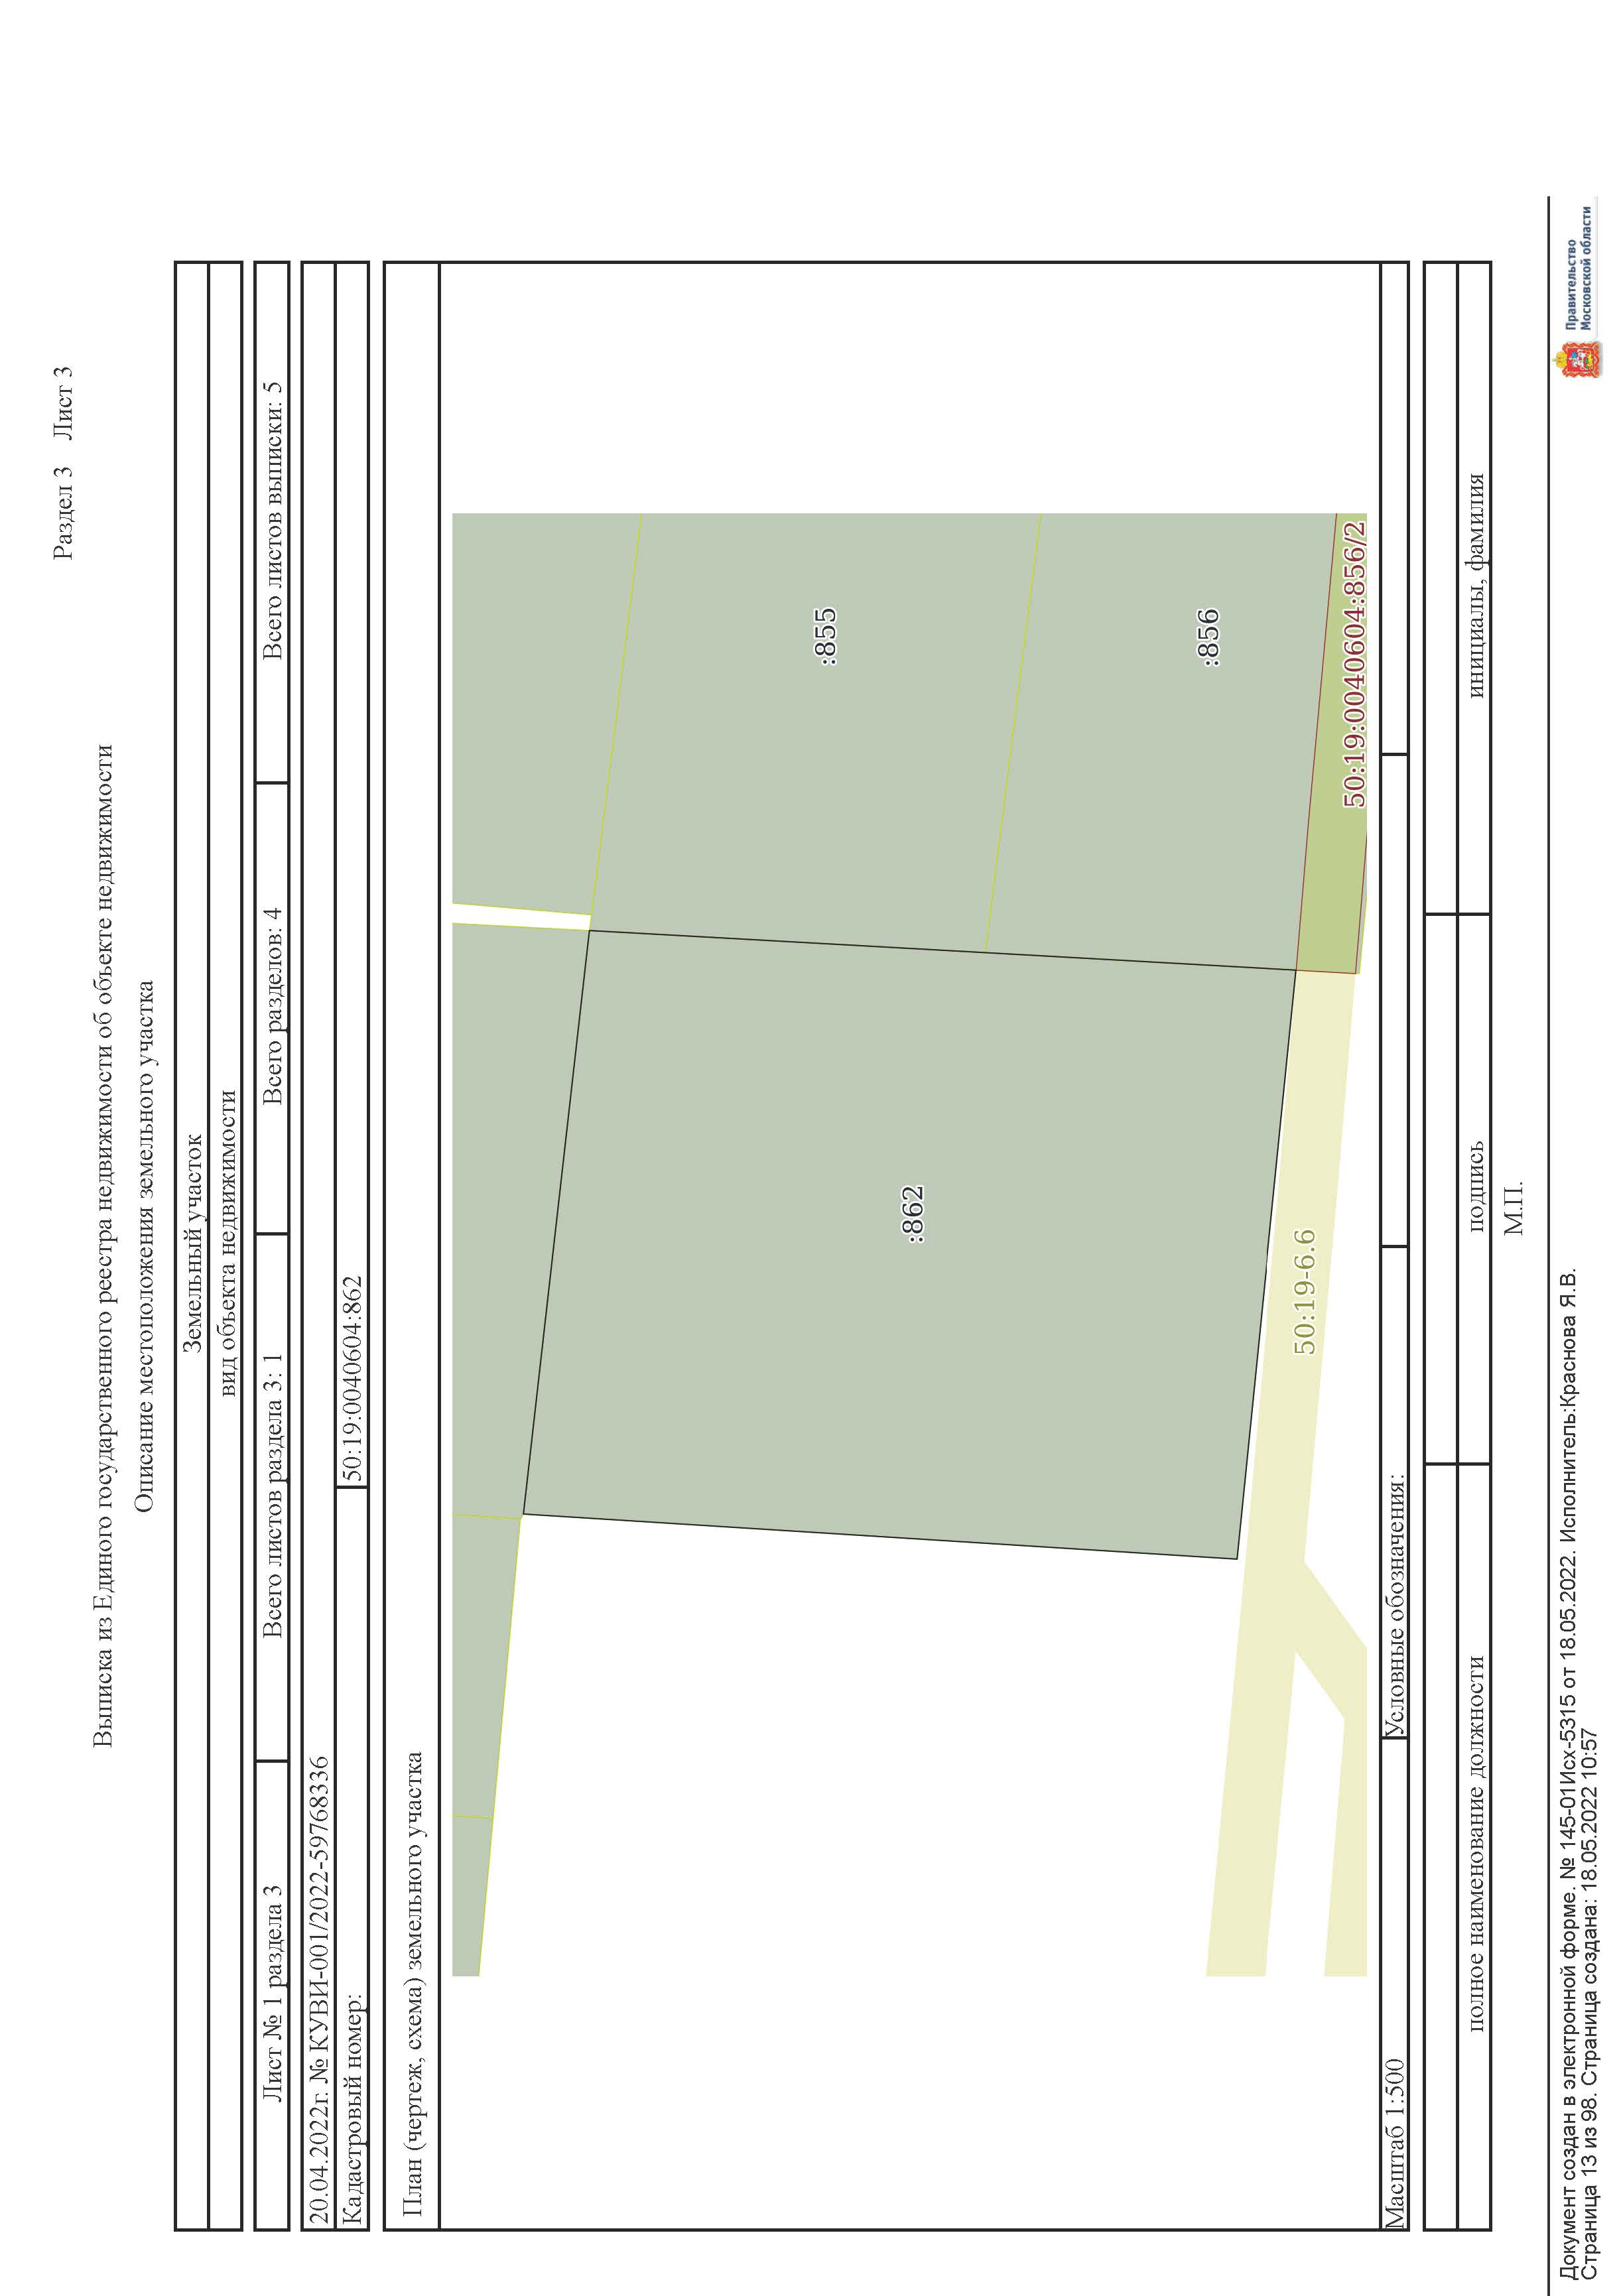 Раздел 3 Лист 3
Выписка из Единого государственного реестра недвижимости об объекте недвижимости
Описание местоположения земельного участка
Земельный участок
вид объекта недвижимости
Лист № 1 раздела 3 Всего листов раздела 3: 1 Всего разделов: 4 Всего листов выписки: 5
20.04.2022г. № КУВИ-001/2022-59768336
Кадастровый номер: 50:19:0040604:862
План (чертеж, схема) земельного участка
:855
:862
:856
50:19-6.6
50:19:0040604:856/2
Масштаб 1:500 Условные обозначения:
полное наименование должности подпись инициалы, фамилия
М.П.
Документ создан в электронной форме. № 145-01Исх-5315 от 18.05.2022. Исполнитель:Краснова Я.В.
Страница 13 из 98. Страница создана: 18.05.2022 10:57
Правительство
Московской области